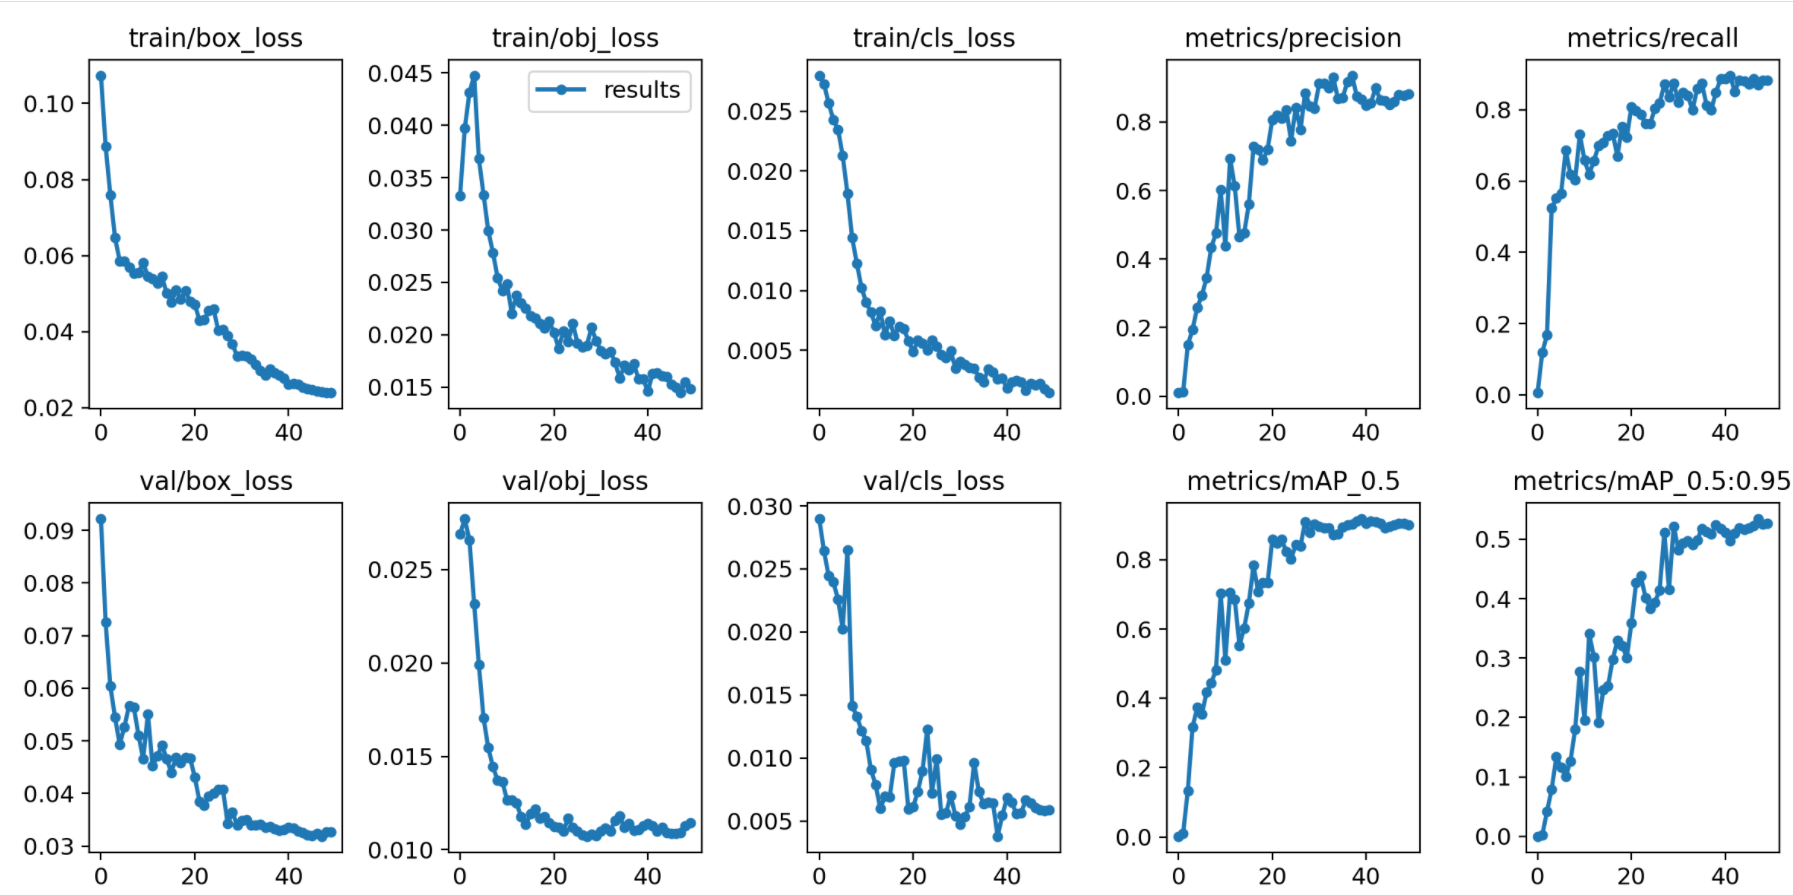 train/box_loss
0.10
0.08
0.06
0.04
0.02
0 20 40
train/obj_loss
results
0.045
0.040
0.035
0.030
0.025
0.020
0.015
0 20 40
train/cls_loss
0.025
0.020
0.015
0.010
0.005
0 20 40
metrics/precision
0.8
0.6
0.4
0.2
0.0
0 20 40
metrics/recall
0.8
0.6
0.4
0.2
0.0
0 20 40
val/box_loss
0.09
0.08
0.07
0.06
0.05
0.04
0.03
0 20 40
val/obj_loss
0.025
0.020
0.015
0.010
0 20 40
val/cls_loss
0.030
0.025
0.020
0.015
0.010
0.005
0 20 40
metrics/mAP_0.5
0.8
0.6
0.4
0.2
0.0
0 20 40
metrics/mAP_0.5:0.95
0.5
0.4
0.3
0.2
0.1
0.0
0 20 40